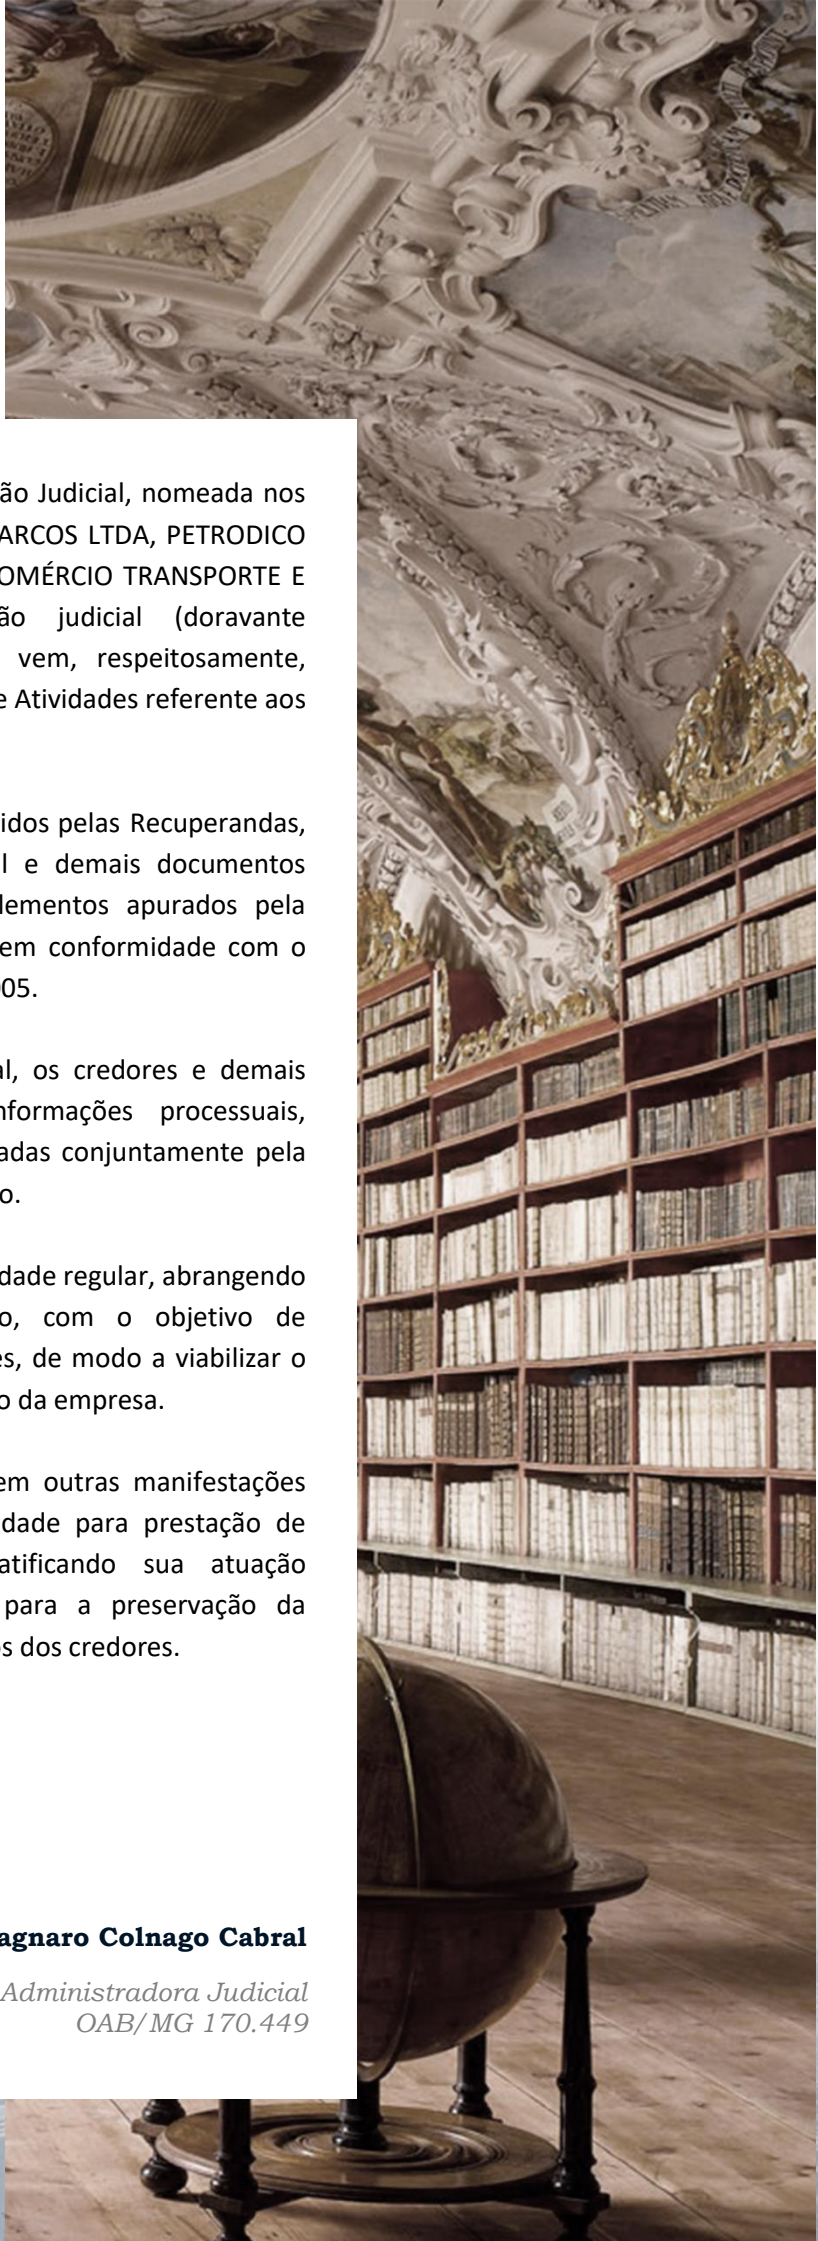 ão Judicial, nomeada nos
ARCOS LTDA, PETRODICO
OMÉRCIO TRANSPORTE E
ão judicial (doravante
vem, respeitosamente,
e Atividades referente aos
idos pelas Recuperandas,
l e demais documentos
lementos apurados pela
em conformidade com o
05.
al, os credores e demais
nformações processuais,
adas conjuntamente pela
o.
dade regular, abrangendo
o, com o objetivo de
es, de modo a viabilizar o
o da empresa.
em outras manifestações
idade para prestação de
atificando sua atuação
para a preservação da
os dos credores.
agnaro Colnago Cabral
Administradora Judicial
OAB/MG 170.449